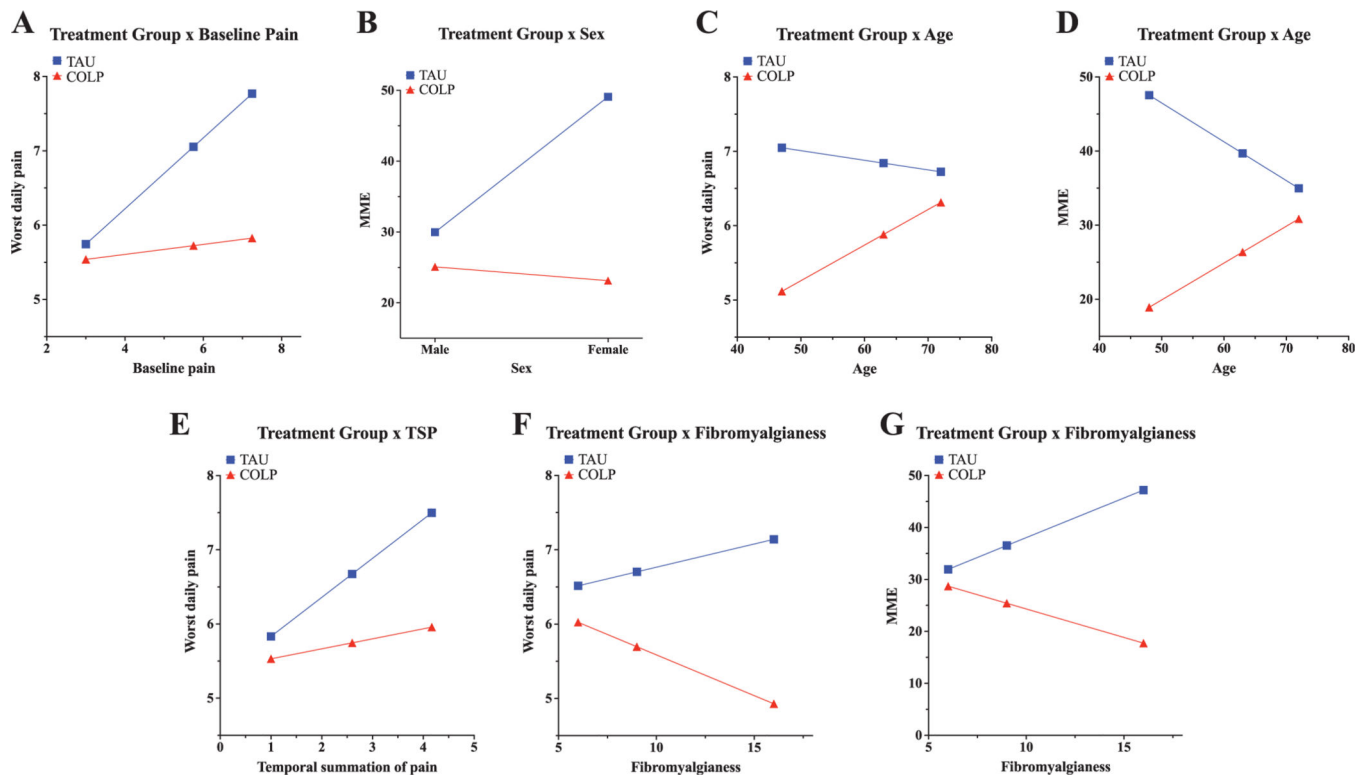 A
Treatment Group x Baseline Pain
TAU
COLP
8
7
6
5
Worst daily pain
2
4
6
8
Baseline pain
B
Treatment Group x Sex
TAU
COLP
50
40
30
20
MME
Male
Female
Sex
C
Treatment Group x Age
TAU
COLP
8
7
6
5
Worst daily pain
40
50
60
70
80
Age
D
Treatment Group x Age
TAU
COLP
50
40
30
20
MME
40
50
60
70
80
Age
E
Treatment Group x TSP
TAU
COLP
8
7
6
5
Worst daily pain
0
1
2
3
4
5
Temporal summation of pain
F
Treatment Group x Fibromyalgianess
TAU
COLP
8
7
6
5
Worst daily pain
5
10
15
Fibromyalgianess
G
Treatment Group x Fibromyalgianess
TAU
COLP
50
40
30
20
10
0
MME
5
10
15
Fibromyalgianess